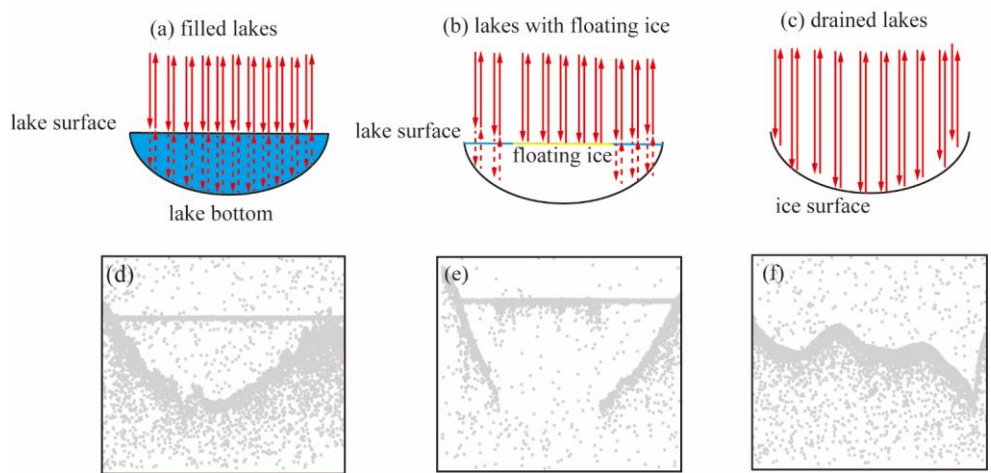 (a) filled lakes
(b) lakes with floating ice
(c) drained lakes
lake surface
lake bottom
lake surface
floating ice
ice surface
(d)
(e)
(f)